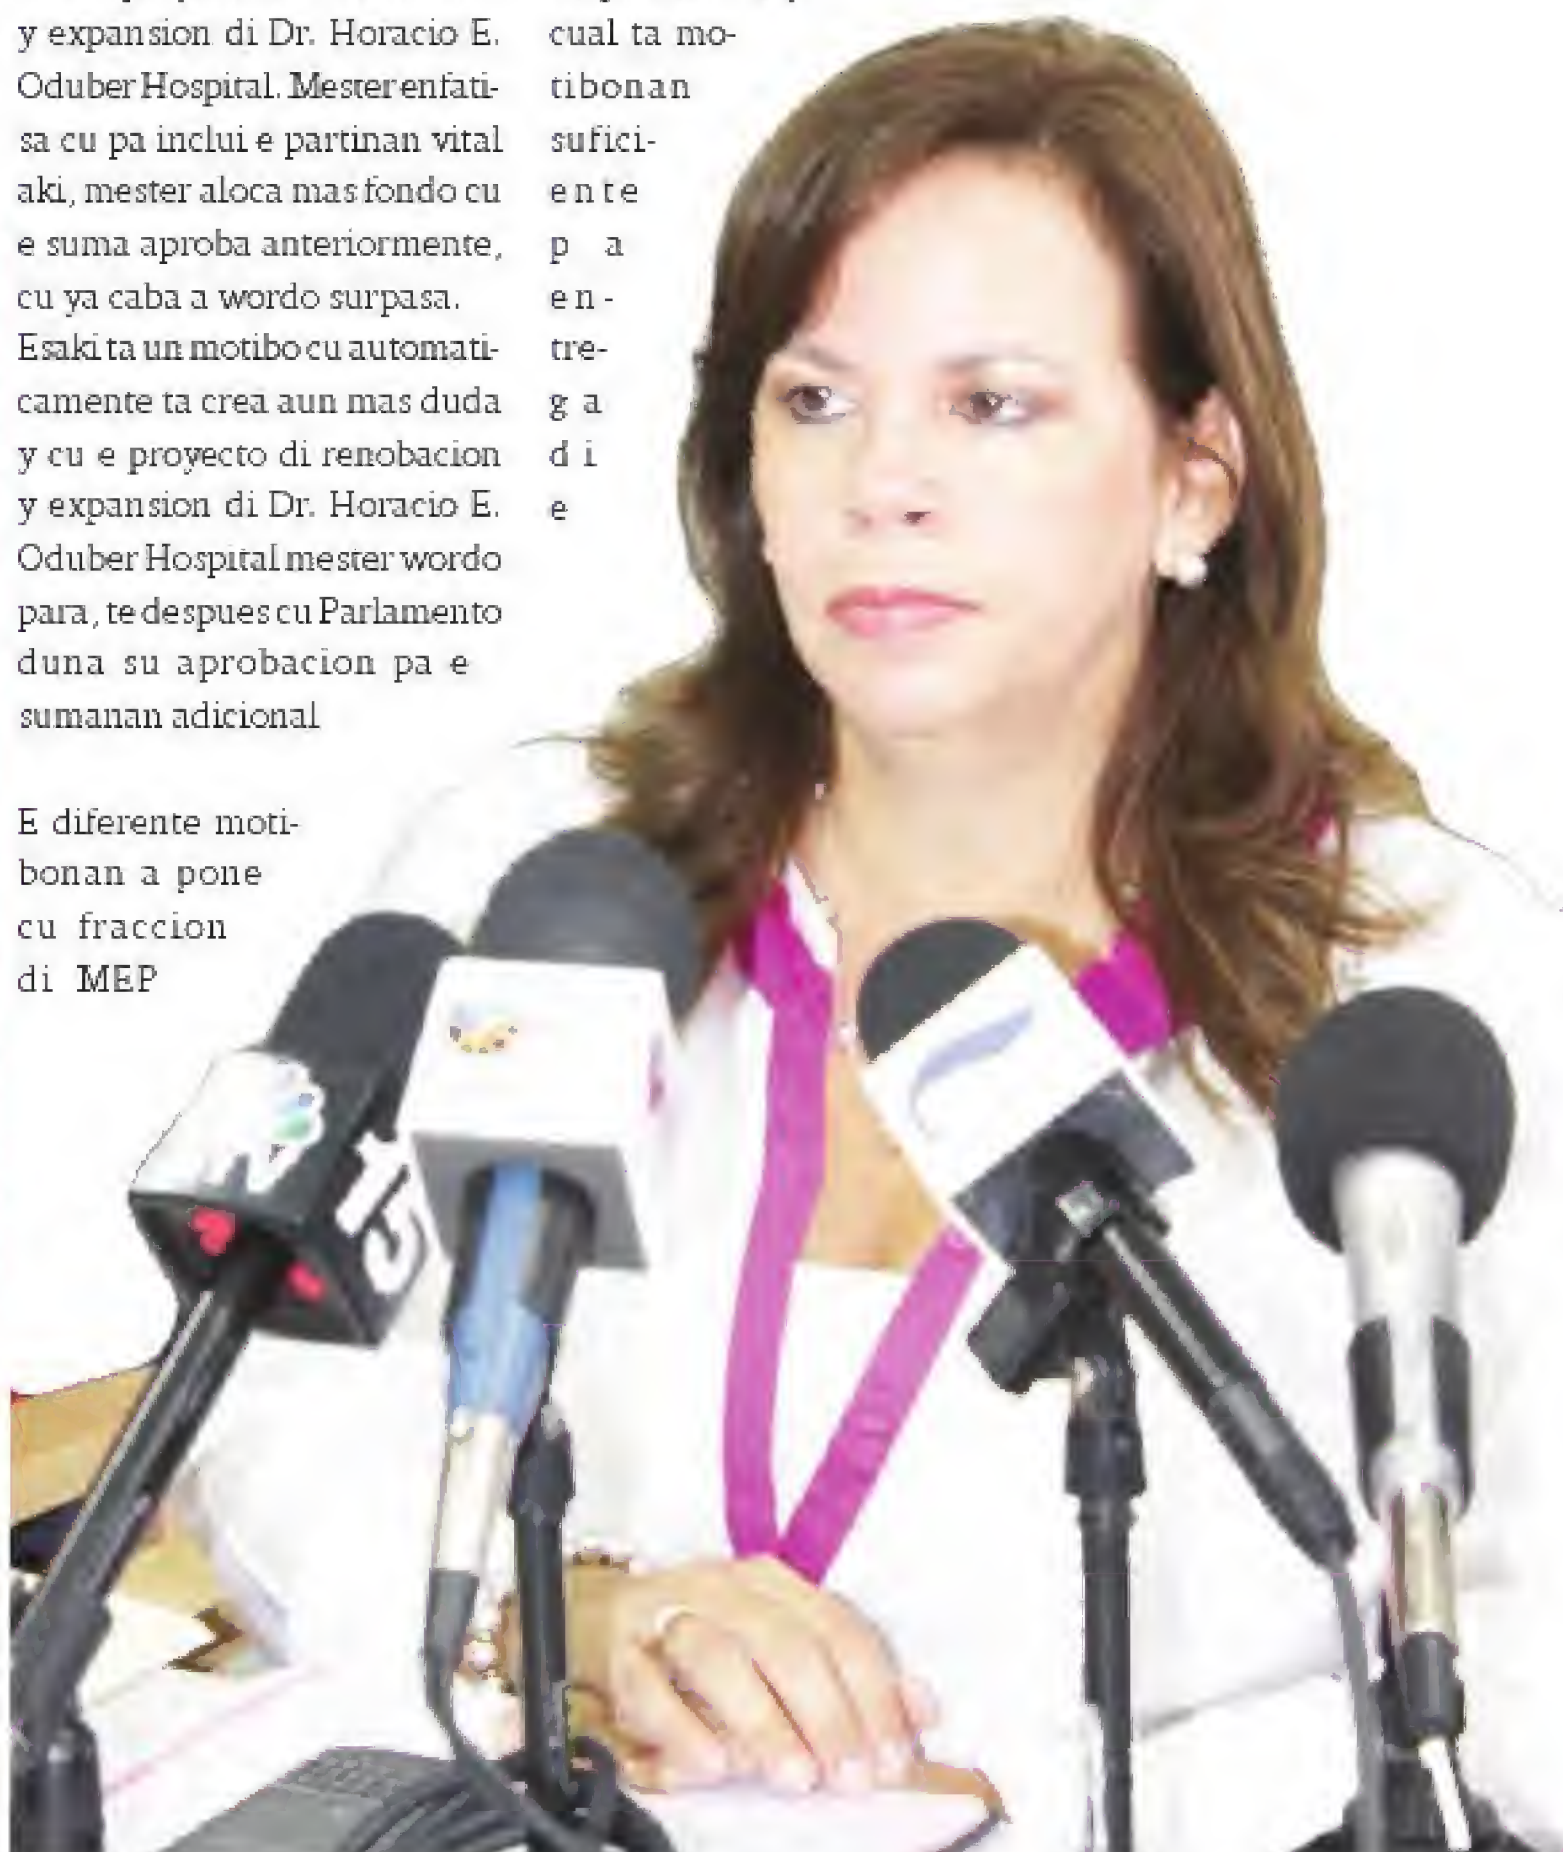 y expansion di Dr. Horacio E.
Oduber Hospital. Mester enfati-
sa cu pa inclui e partinan vital
aki, mester aloca mas fondo cu
e suma aproba anteriormente,
cu ya caba a wordo surpasa.
Esaki ta un motibo cu automati-
camente ta crea aun mas duda
y cu e proyecto di renobacion
y expansion di Dr. Horacio E.
Oduber Hospital mester wordo
para, te despues cu Parlamento
duna su aprobacion pa e
sumanan adicional
E diferente moti-
bonan a pone
cu fraccion
di MEP
cual ta mo-
tibonan
sufici-
ente
pa
en-
tre-
ga
di
e